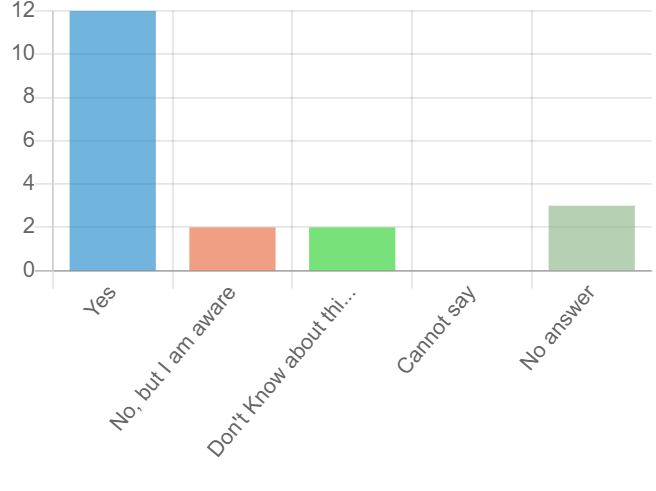 12
10
8
6
4
2
0
Yes
No, but I am aware
Don't Know about thi...
Cannot say
No answer